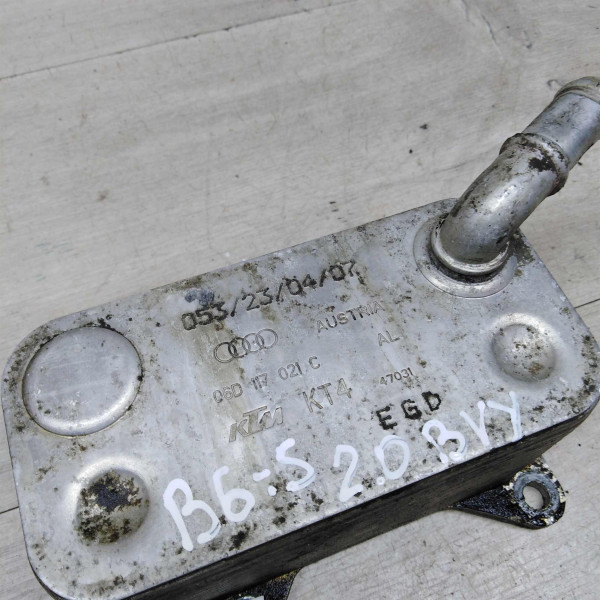 053/23/04/07
AUSTRIA
AL
06D 117 021 C
KTM KT4 47031
EGD
B6:5 2.0 BVY